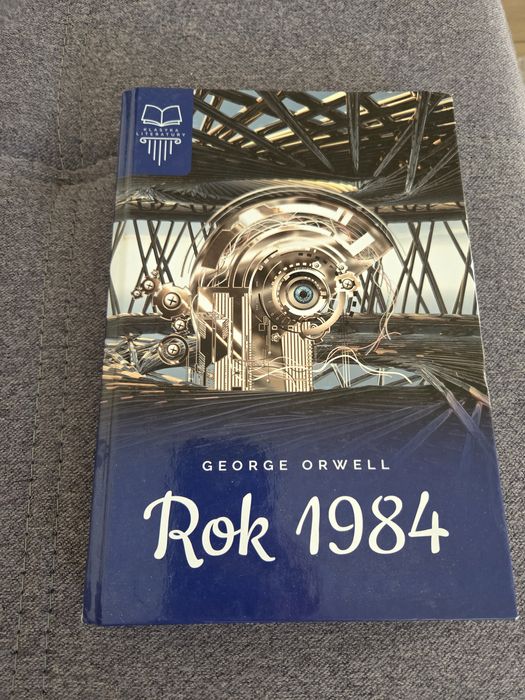 KLASYKA
LITERATURY
GEORGE ORWELL
Rok 1984